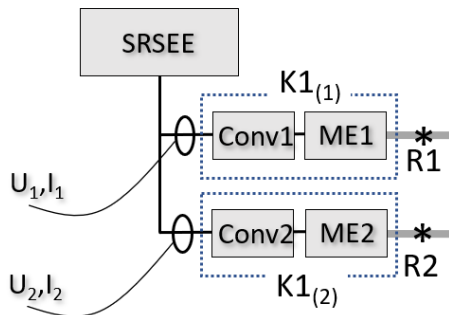 SRSEE
K1(1)
Conv1 ME1
R1
U1,I1
Conv2 ME2
R2
U2,I2
K1(2)